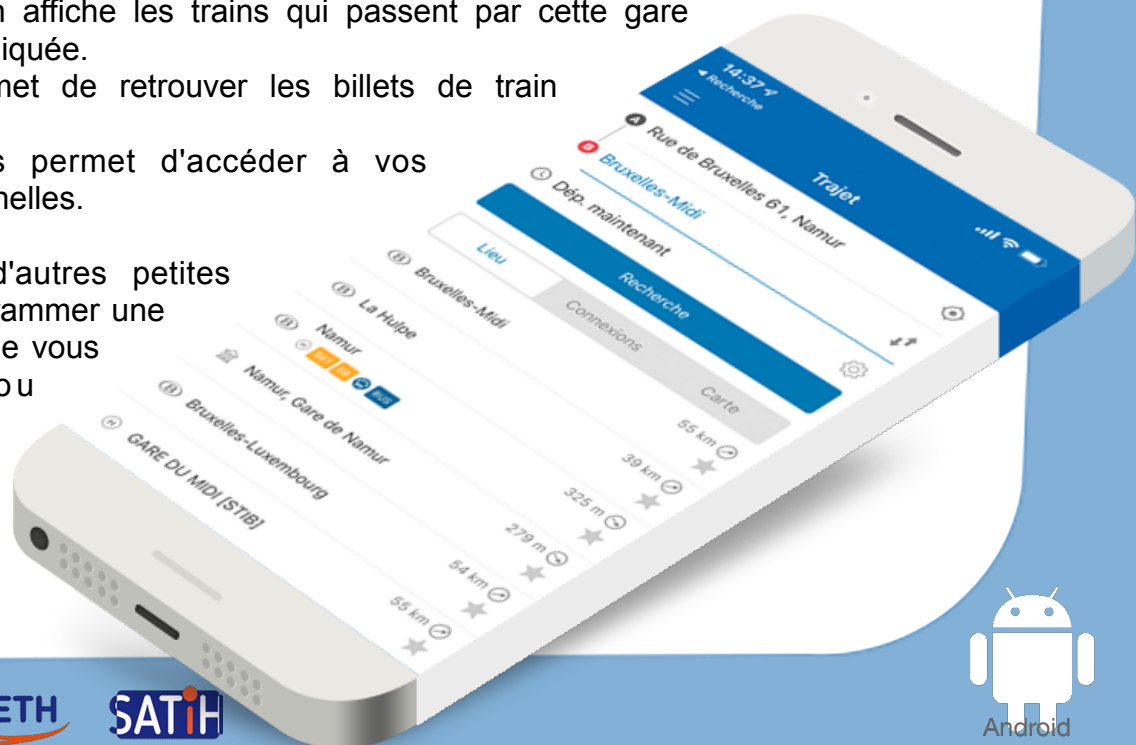 affiche les trains qui passent par cette gare
iquée.
met de retrouver les billets de train
permet d'accéder à vos
nelles.
d'autres petites
rammer une
e vous
ou
14:37
Recherche
Trajet
A Rue de Bruxelles 61, Namur
B Bruxelles-Midi
Dép. maintenant
Recherche
Lieu Connexions Carte
B Bruxelles-Midi 55 km
B La Hulpe 39 km
B Namur 325 m
H S61 S8 BUS
Namur, Gare de Namur 279 m
B Bruxelles-Luxembourg 54 km
H GARE DU MIDI [STIB] 55 km
ETH SATiH
Android